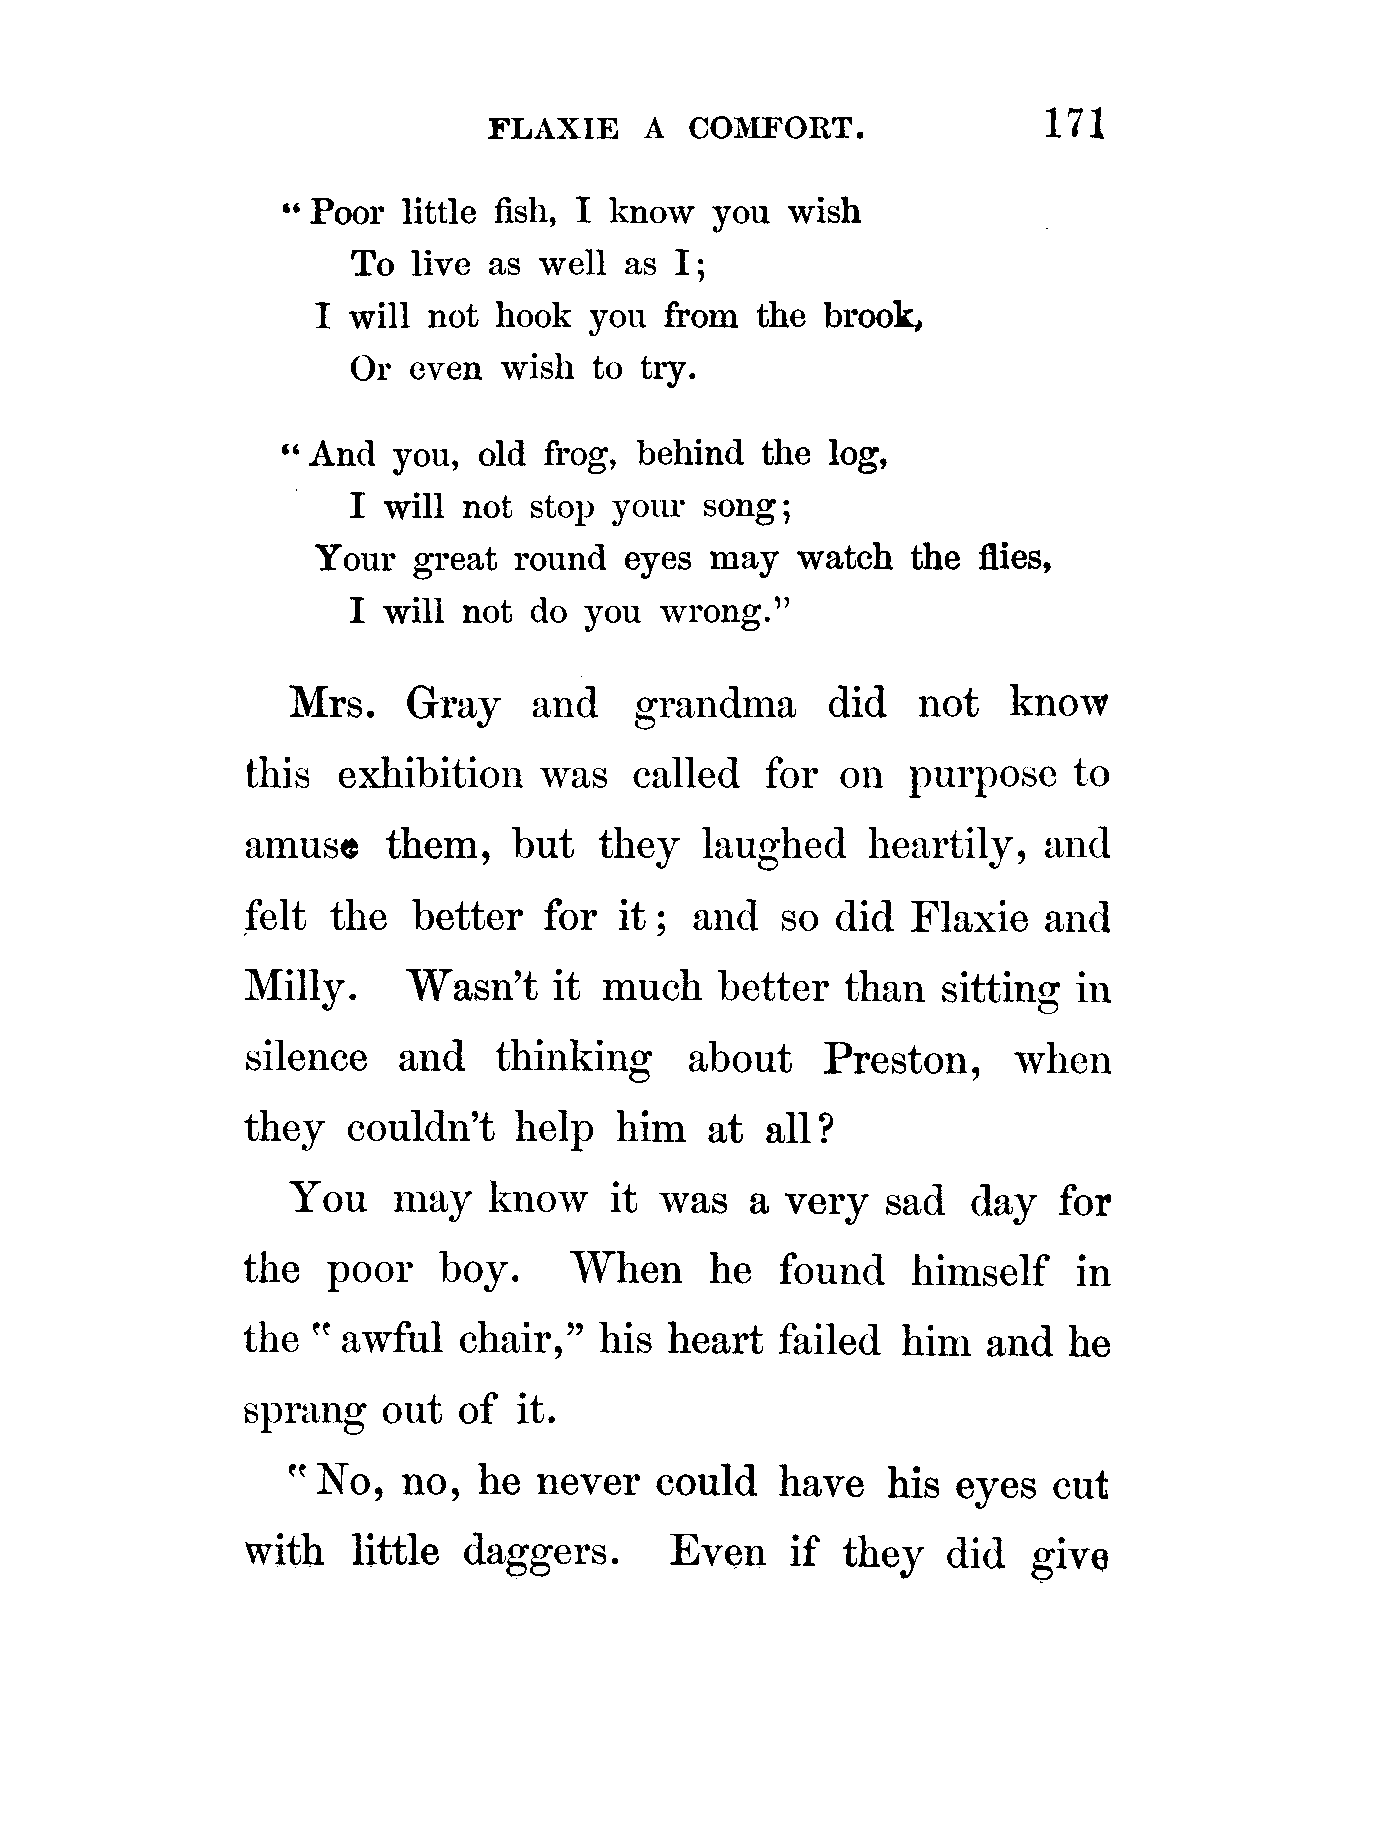 FLAXIE A COMFORT. 171
“Poor little fish, I know you wish
To live as well as I;
I will not hook you from the brook,
Or even wish to try.
“And you, old frog, behind the log,
I will not stop your song;
Your great round eyes may watch the flies,
I will not do you wrong.”
Mrs. Gray and grandma did not know
this exhibition was called for on purpose to
amuse them, but they laughed heartily, and
felt the better for it; and so did Flaxie and
Milly. Wasn’t it much better than sitting in
silence and thinking about Preston, when
they couldn’t help him at all?
You may know it was a very sad day for
the poor boy. When he found himself in
the “awful chair,” his heart failed him and he
sprang out of it.
“No, no, he never could have his eyes cut
with little daggers. Even if they did give